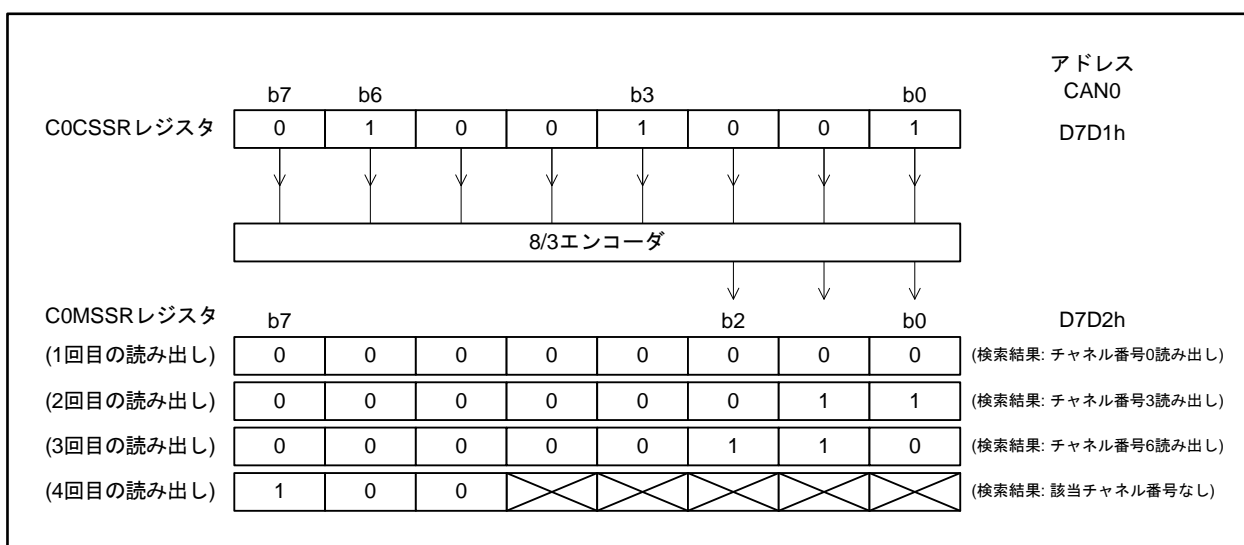 アドレス
CAN0
b7 b6 b3 b0
C0CSSRレジスタ 0 1 0 0 1 0 0 1 D7D1h
8/3エンコーダ
C0MSSRレジスタ b7 b2 b0 D7D2h
(1回目の読み出し) 0 0 0 0 0 0 0 0 (検索結果: チャネル番号0読み出し)
(2回目の読み出し) 0 0 0 0 0 0 1 1 (検索結果: チャネル番号3読み出し)
(3回目の読み出し) 0 0 0 0 0 1 1 0 (検索結果: チャネル番号6読み出し)
(4回目の読み出し) 1 0 0 (検索結果: 該当チャネル番号なし)